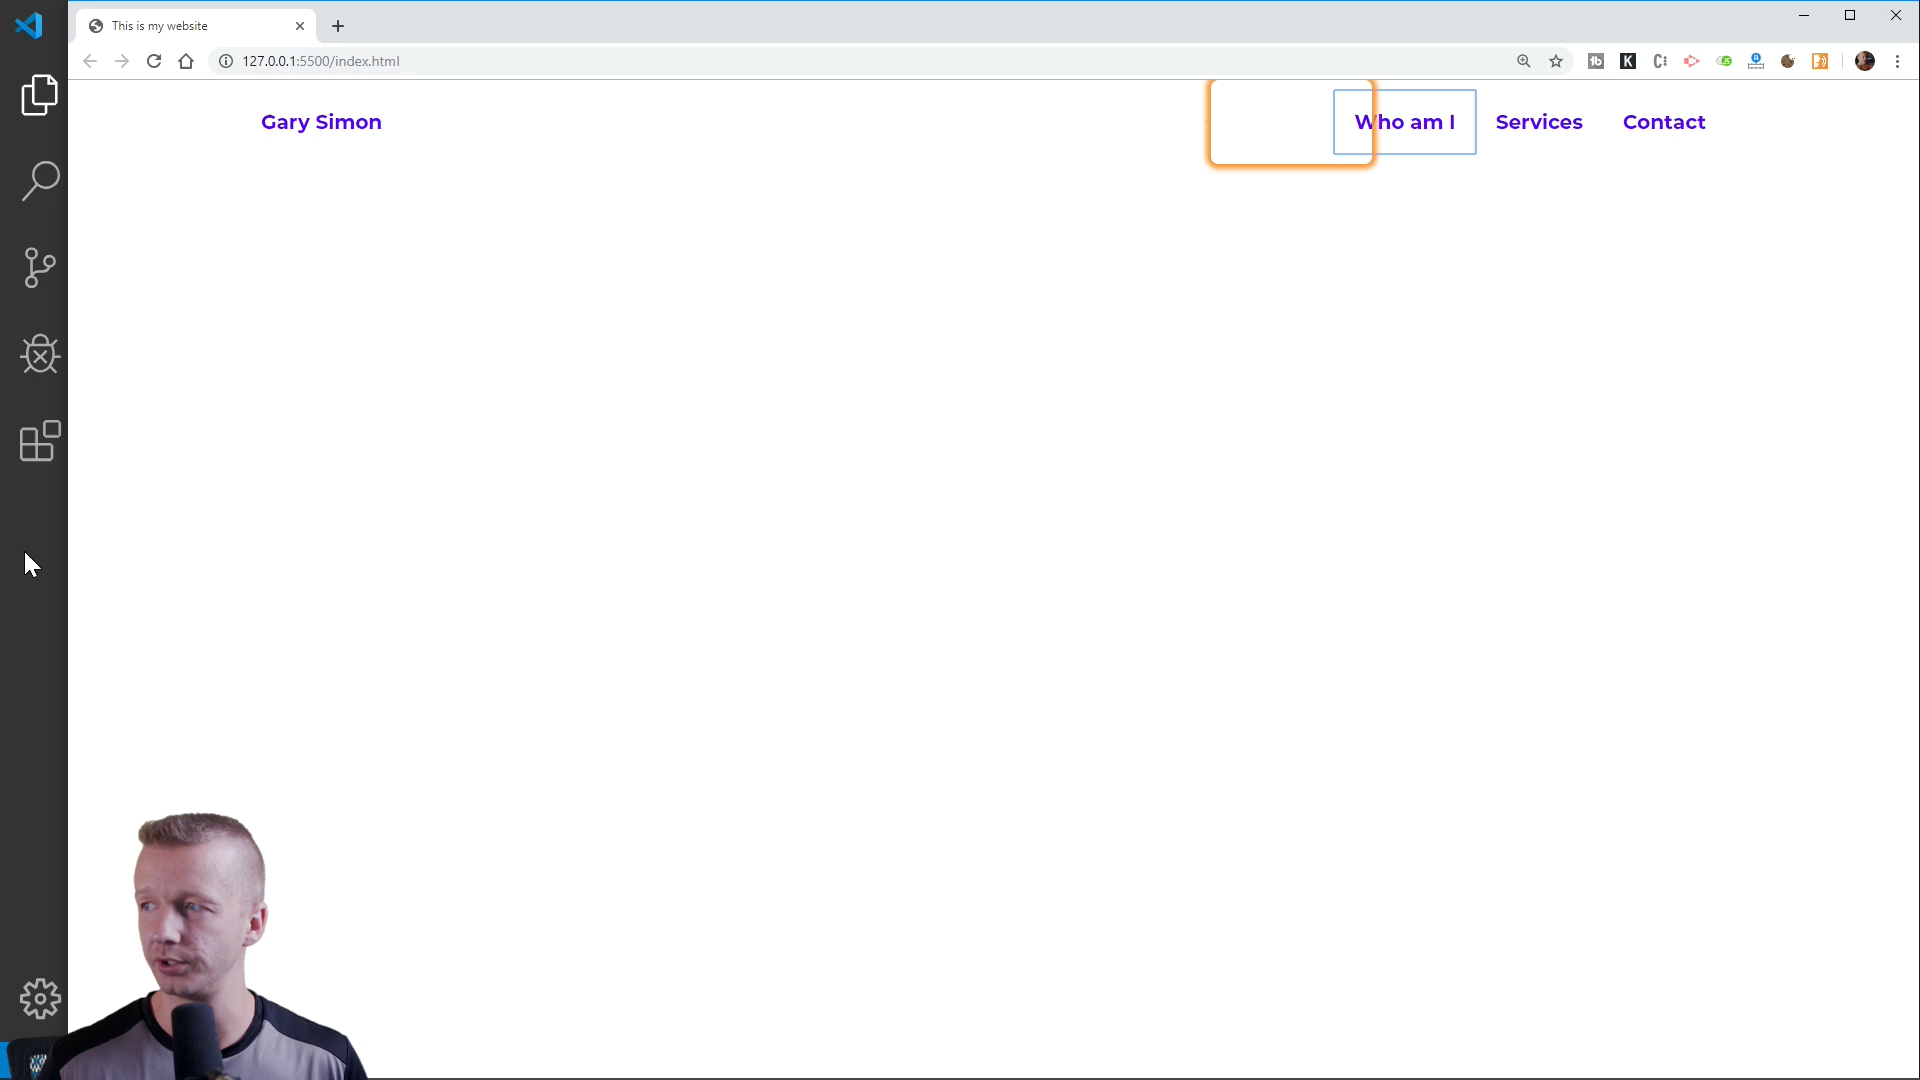 This is my website
127.0.0.1:5500/index.html
Gary Simon
Who am I
Services
Contact